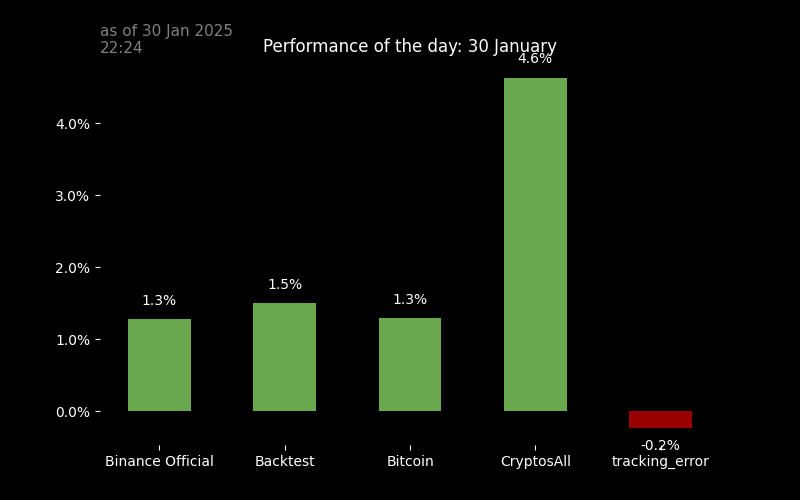 as of 30 Jan 2025
22:24
Performance of the day: 30 January
4.6%
4.0%
3.0%
2.0%
1.0%
0.0%
1.3%
1.5%
1.3%
-0.2%
Binance Official
Backtest
Bitcoin
CryptosAll
tracking_error